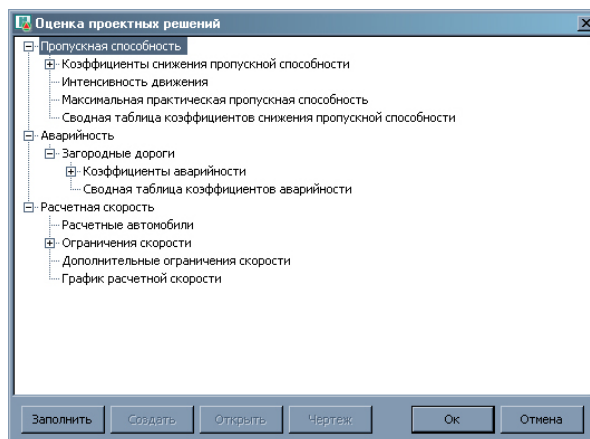 Оценка проектных решений
Пропускная способность
Коэффициенты снижения пропускной способности
Интенсивность движения
Максимальная практическая пропускная способность
Сводная таблица коэффициентов снижения пропускной способности
Аварийность
Загородные дороги
Коэффициенты аварийности
Сводная таблица коэффициентов аварийности
Расчетная скорость
Расчетные автомобили
Ограничения скорости
Дополнительные ограничения скорости
График расчетной скорости
Заполнить Создать Открыть Чертеж Ок Отмена